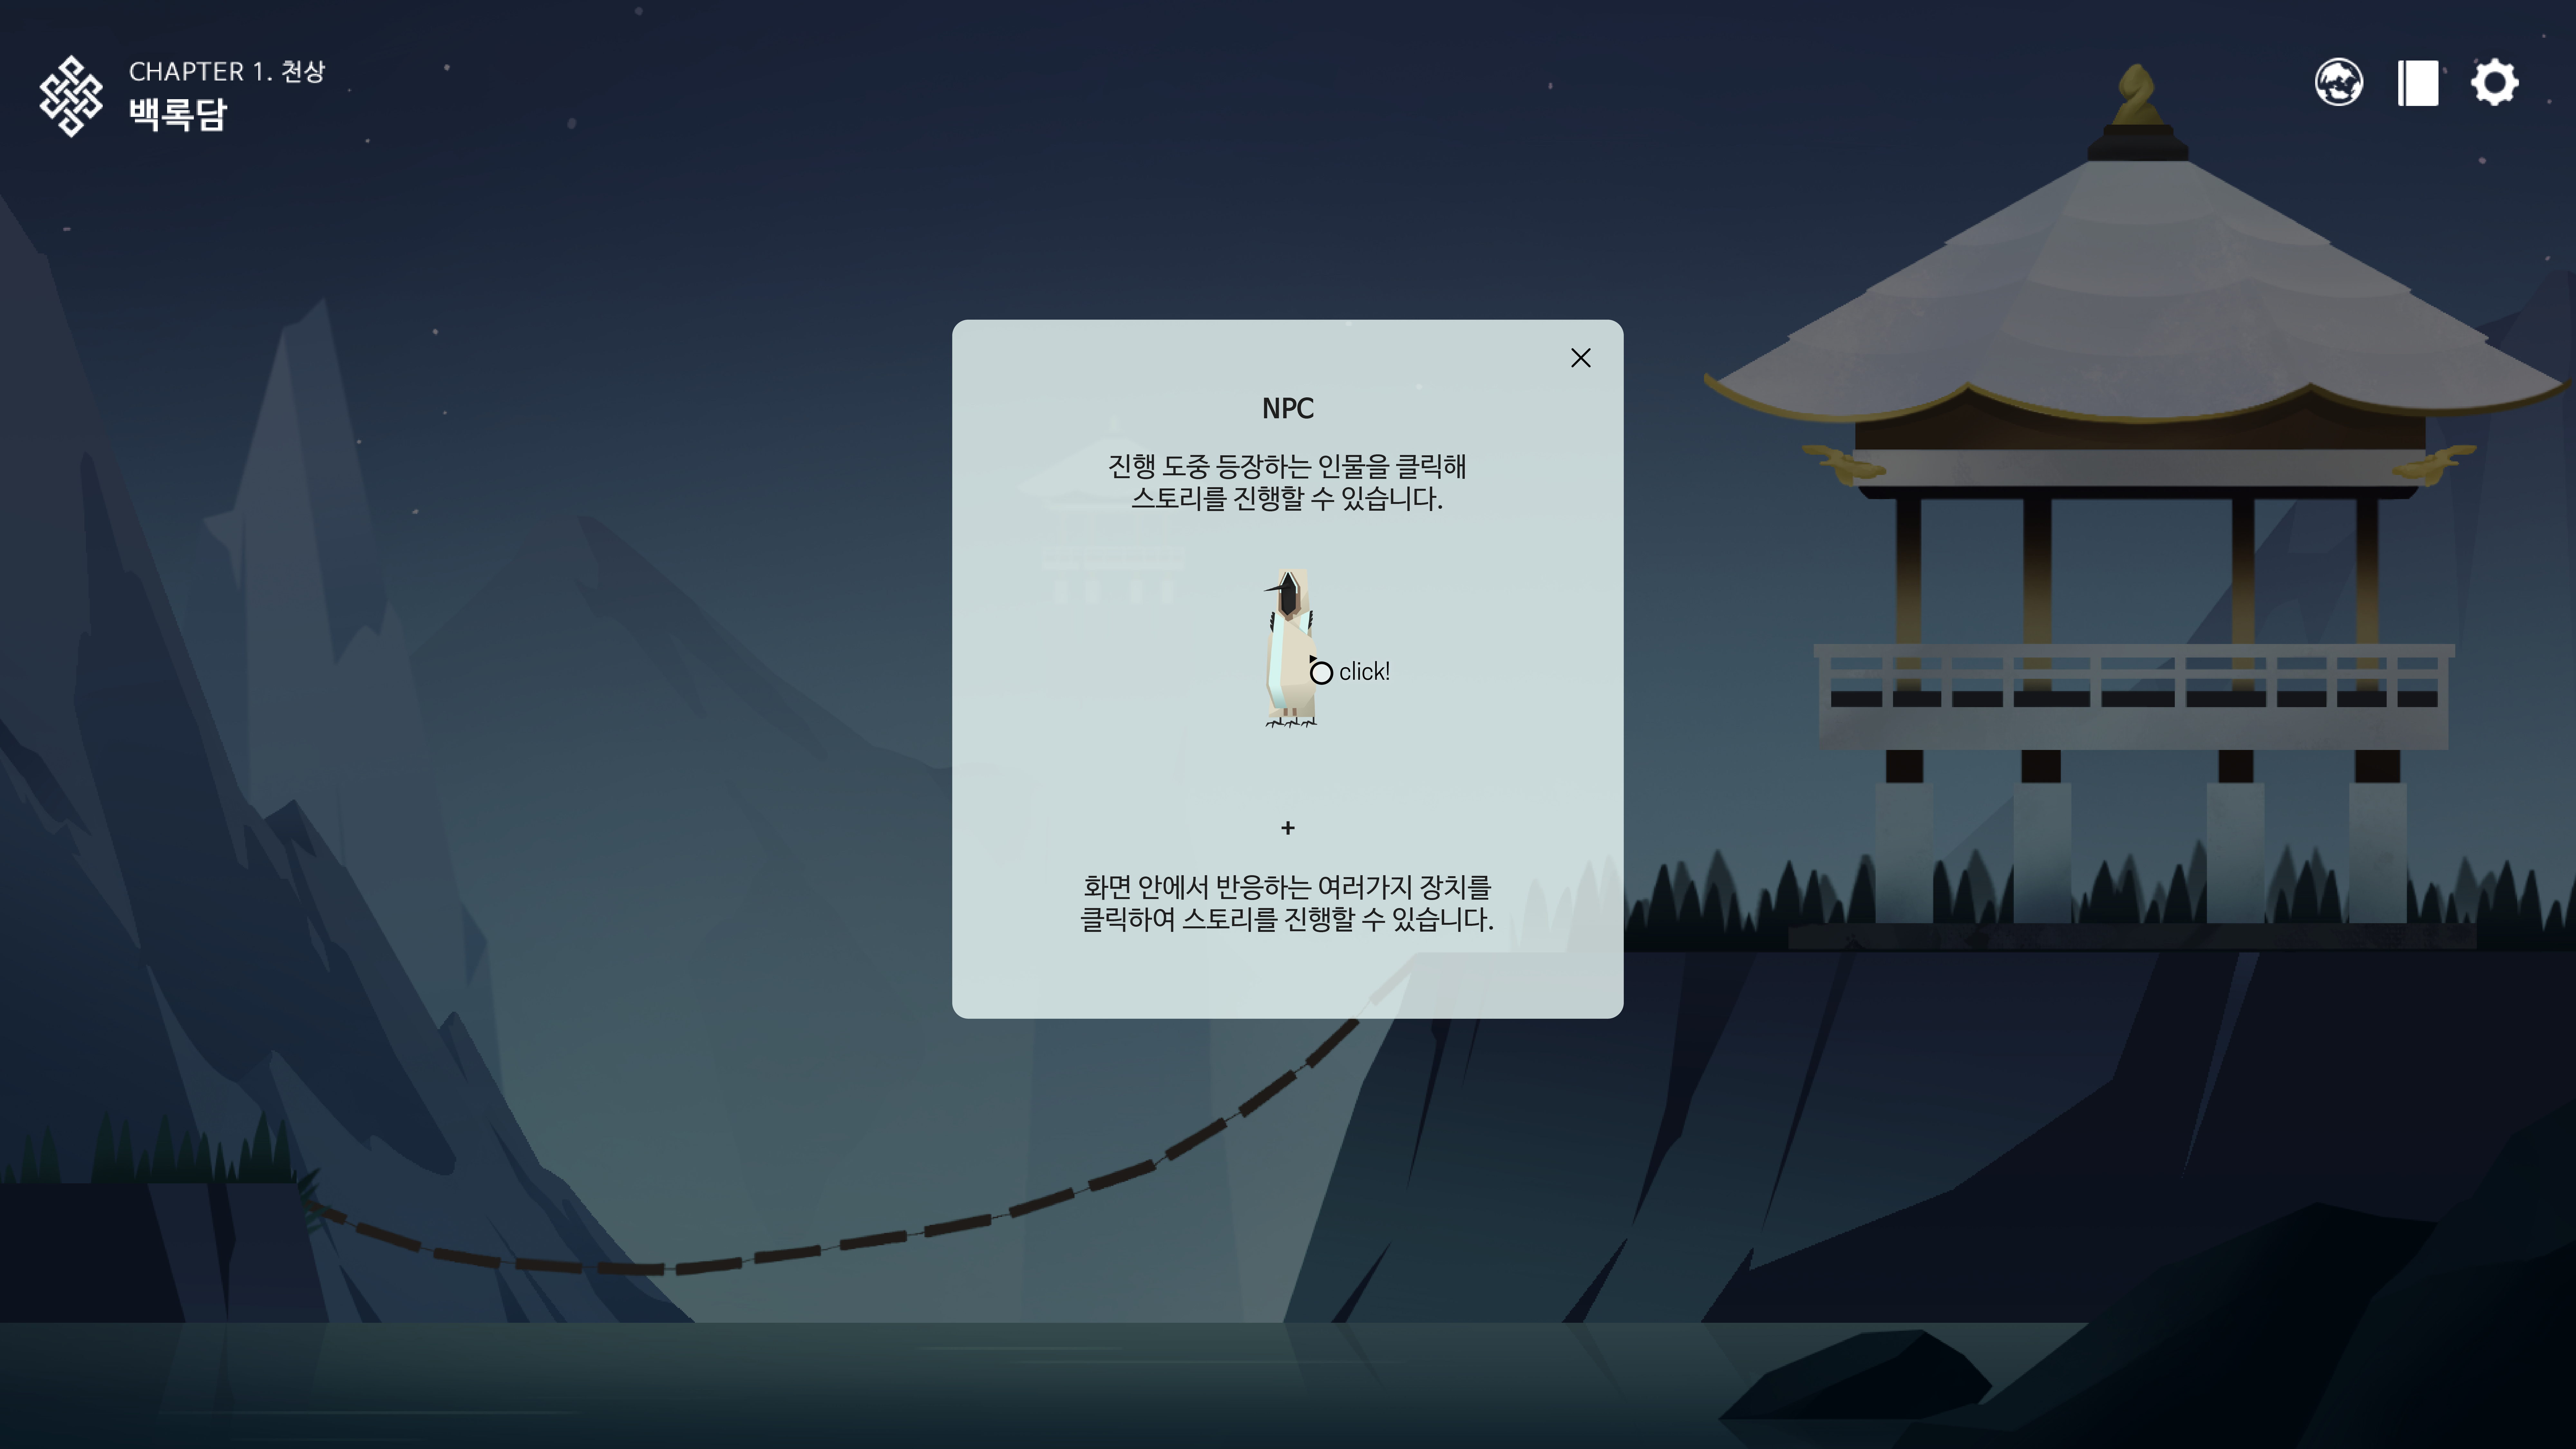 CHAPTER 1. 천상
백록담
NPC
진행 도중 등장하는 인물을 클릭해
스토리를 진행할 수 있습니다.
click!
+
화면 안에서 반응하는 여러가지 장치를
클릭하여 스토리를 진행할 수 있습니다.